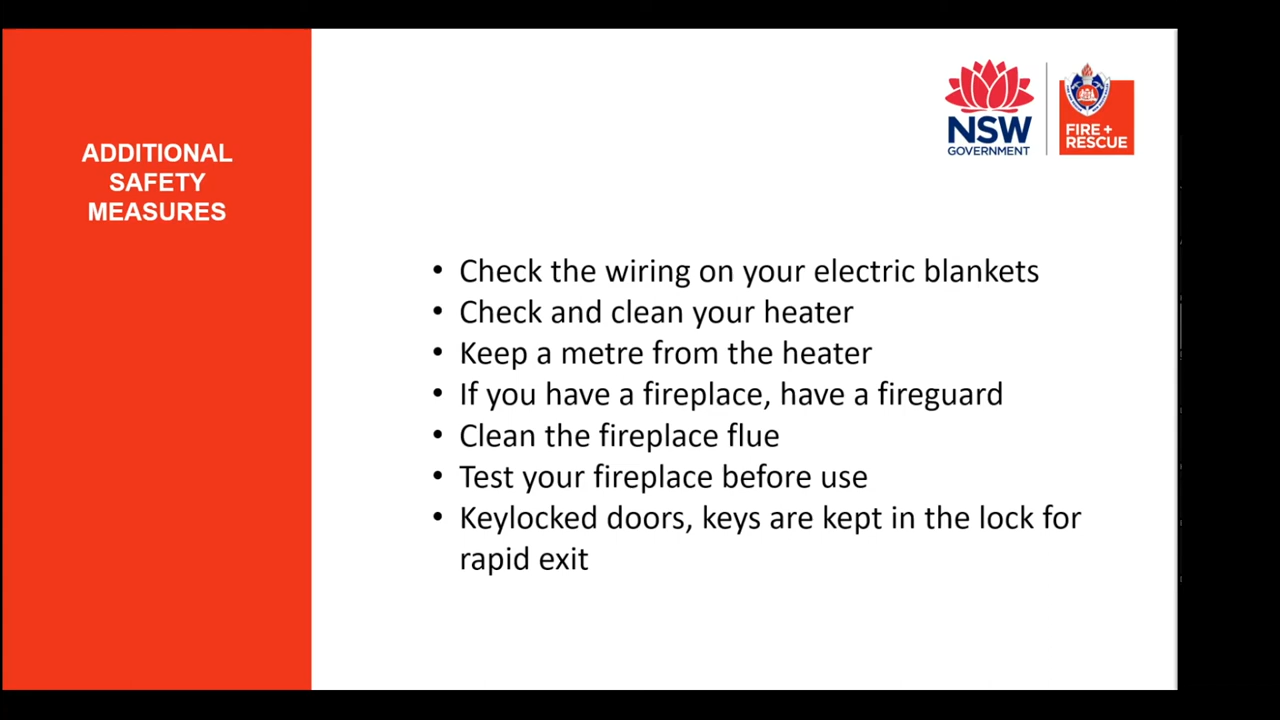 ADDITIONAL
SAFETY
MEASURES
NSW
GOVERNMENT
FIRE +
RESCUE
• Check the wiring on your electric blankets
• Check and clean your heater
• Keep a metre from the heater
• If you have a fireplace, have a fireguard
• Clean the fireplace flue
• Test your fireplace before use
• Keylocked doors, keys are kept in the lock for
rapid exit